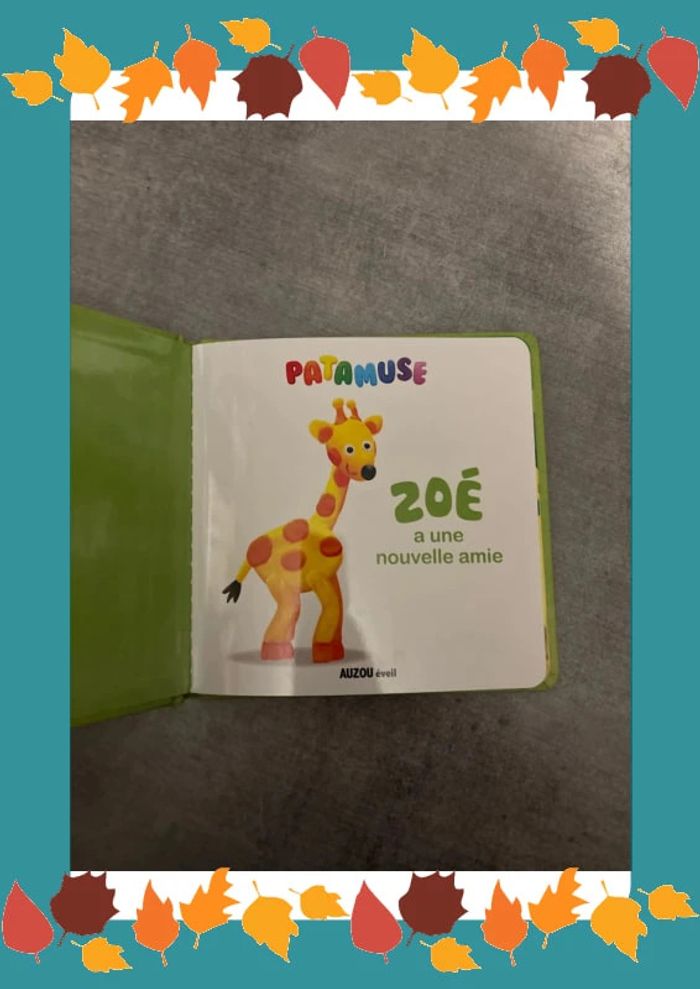 PATAMUSE
ZOÉ
a une
nouvelle amie
AUZOU éveil